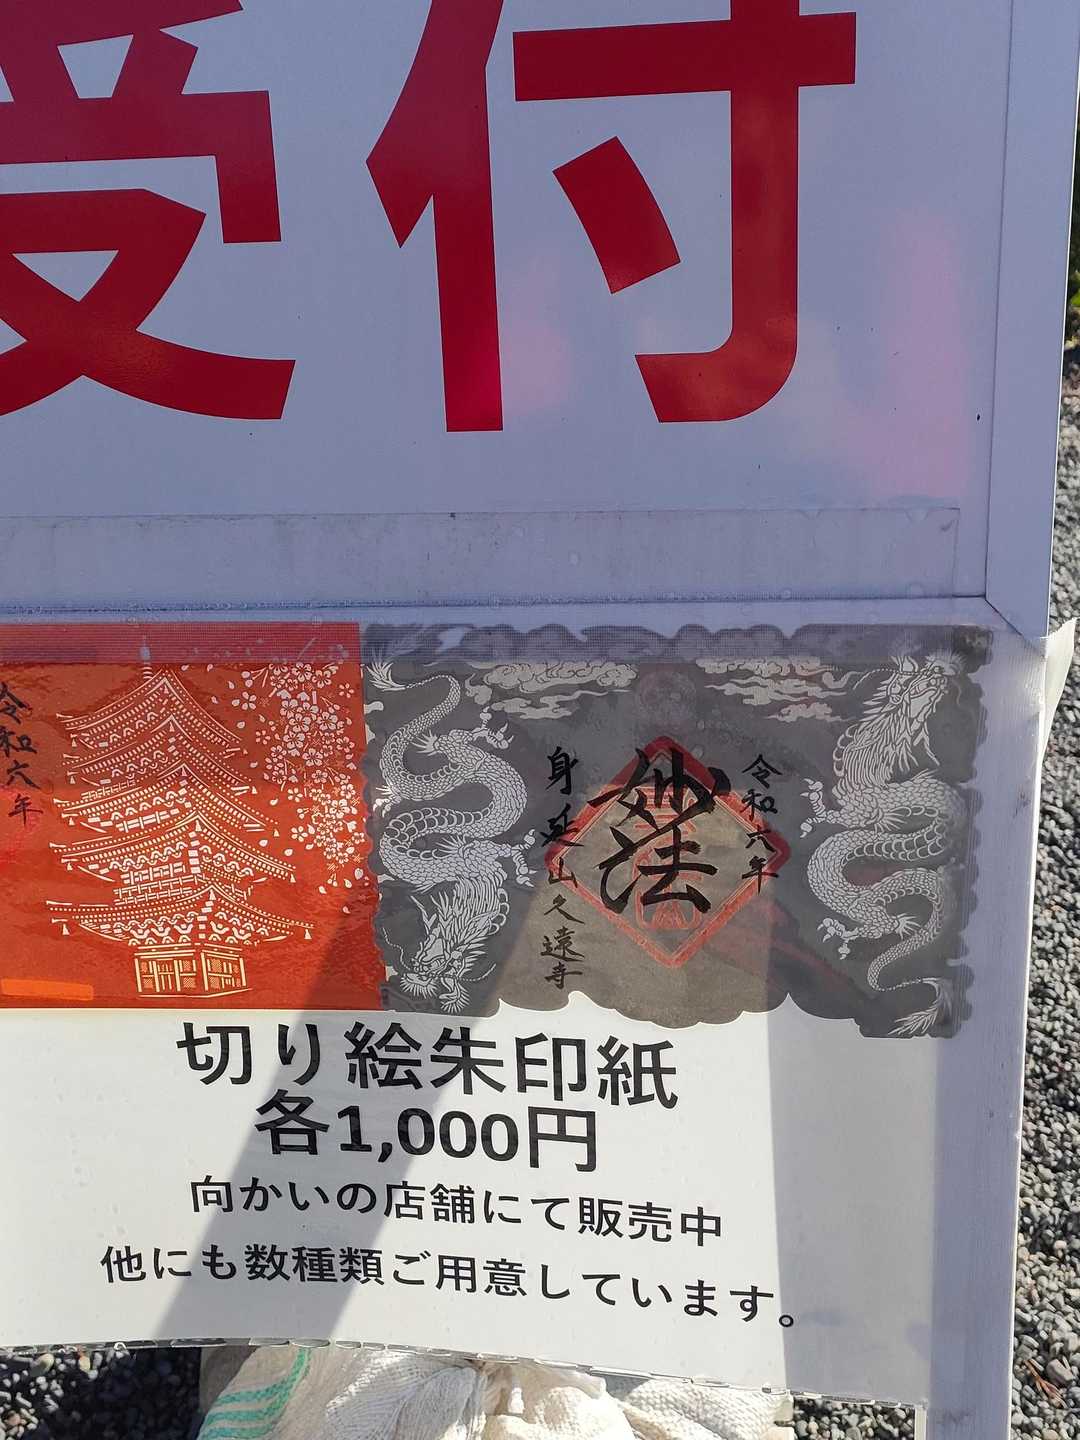 受付
令和六年
令和六年
妙法
身延山久遠寺
切り絵朱印紙
各1,000円
向かいの店舗にて販売中
他にも数種類ご用意しています。